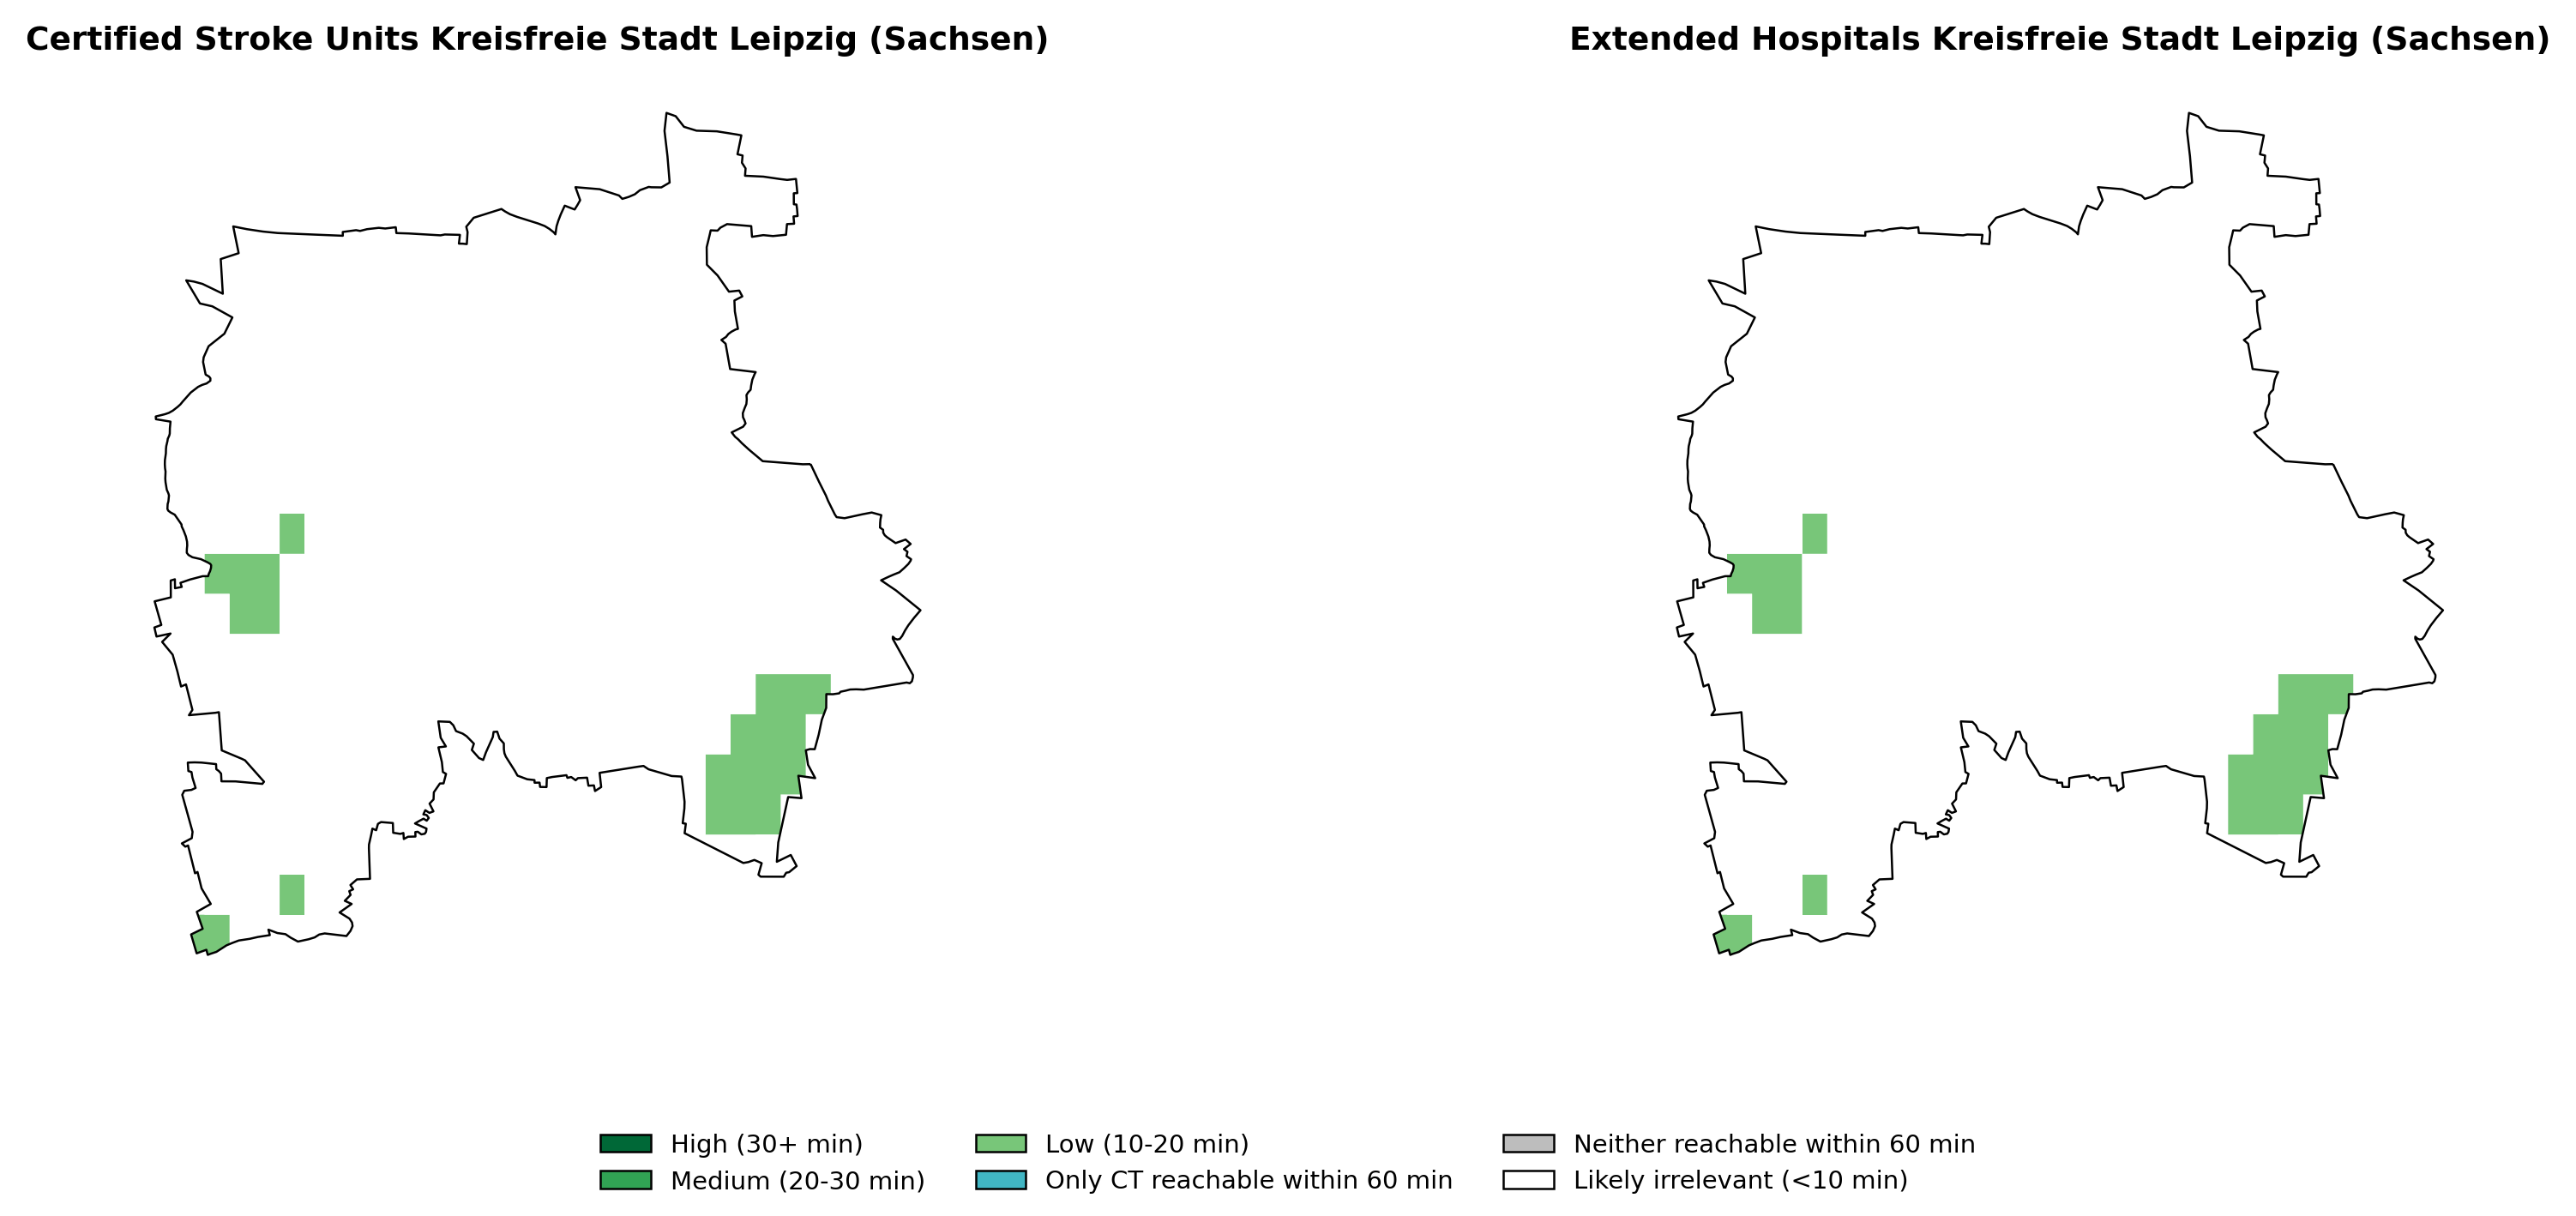 Certified Stroke Units Kreisfreie Stadt Leipzig (Sachsen)
Extended Hospitals Kreisfreie Stadt Leipzig (Sachsen)
High (30+ min)
Medium (20-30 min)
Low (10-20 min)
Only CT reachable within 60 min
Neither reachable within 60 min
Likely irrelevant (<10 min)